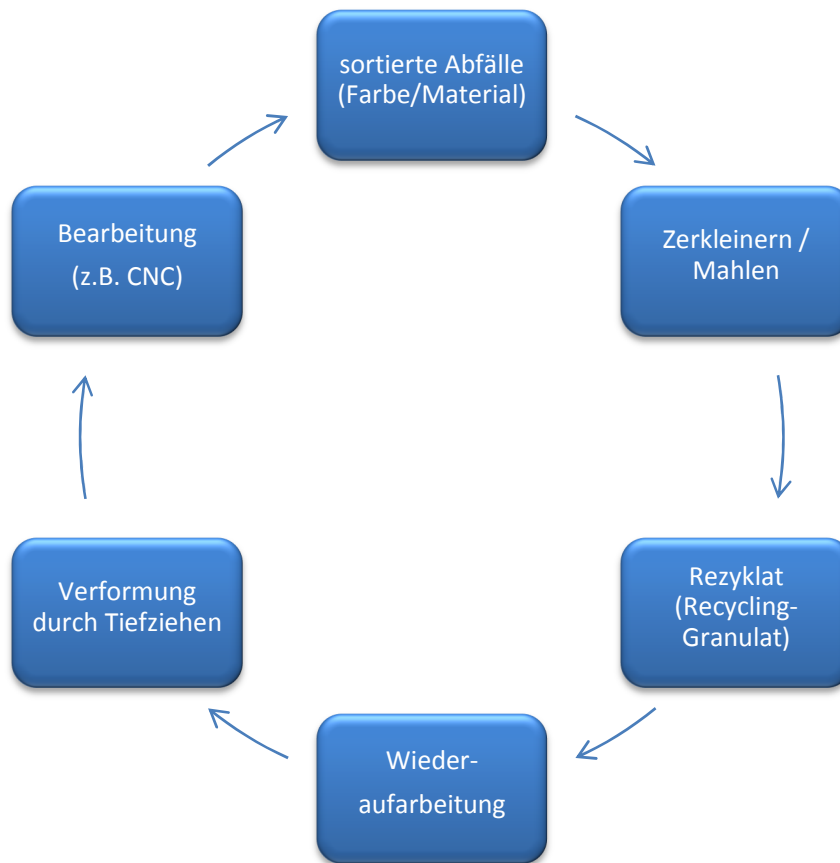 sortierte Abfälle
(Farbe/Material)
Zerkleinern /
Mahlen
Rezyklat
(Recycling-
Granulat)
Wieder-
aufarbeitung
Verformung
durch Tiefziehen
Bearbeitung
(z.B. CNC)